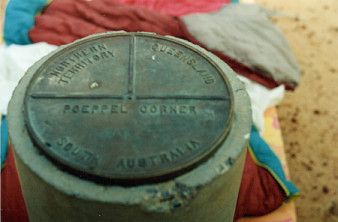 NORTHERN
TERRITORY
QUEENSLAND
POEPPEL CORNER
SOUTH AUSTRALIA